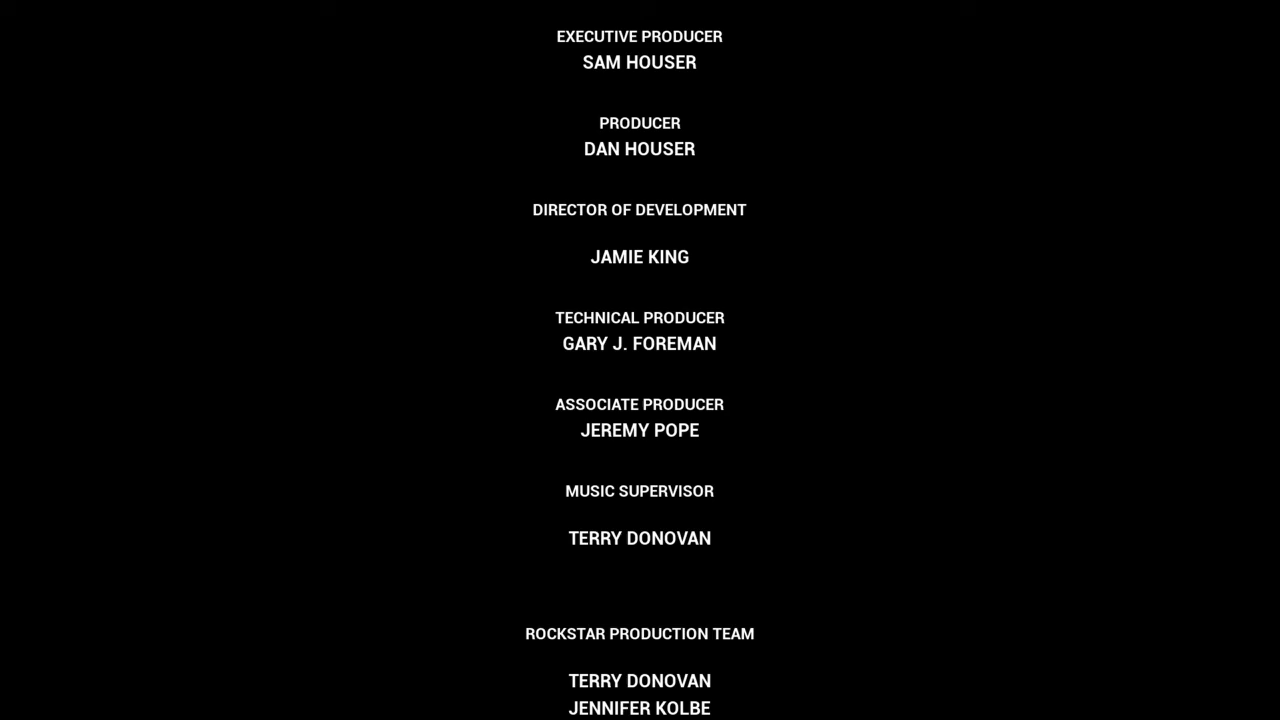 EXECUTIVE PRODUCER
SAM HOUSER
PRODUCER
DAN HOUSER
DIRECTOR OF DEVELOPMENT
JAMIE KING
TECHNICAL PRODUCER
GARY J. FOREMAN
ASSOCIATE PRODUCER
JEREMY POPE
MUSIC SUPERVISOR
TERRY DONOVAN
ROCKSTAR PRODUCTION TEAM
TERRY DONOVAN
JENNIFER KOLBE